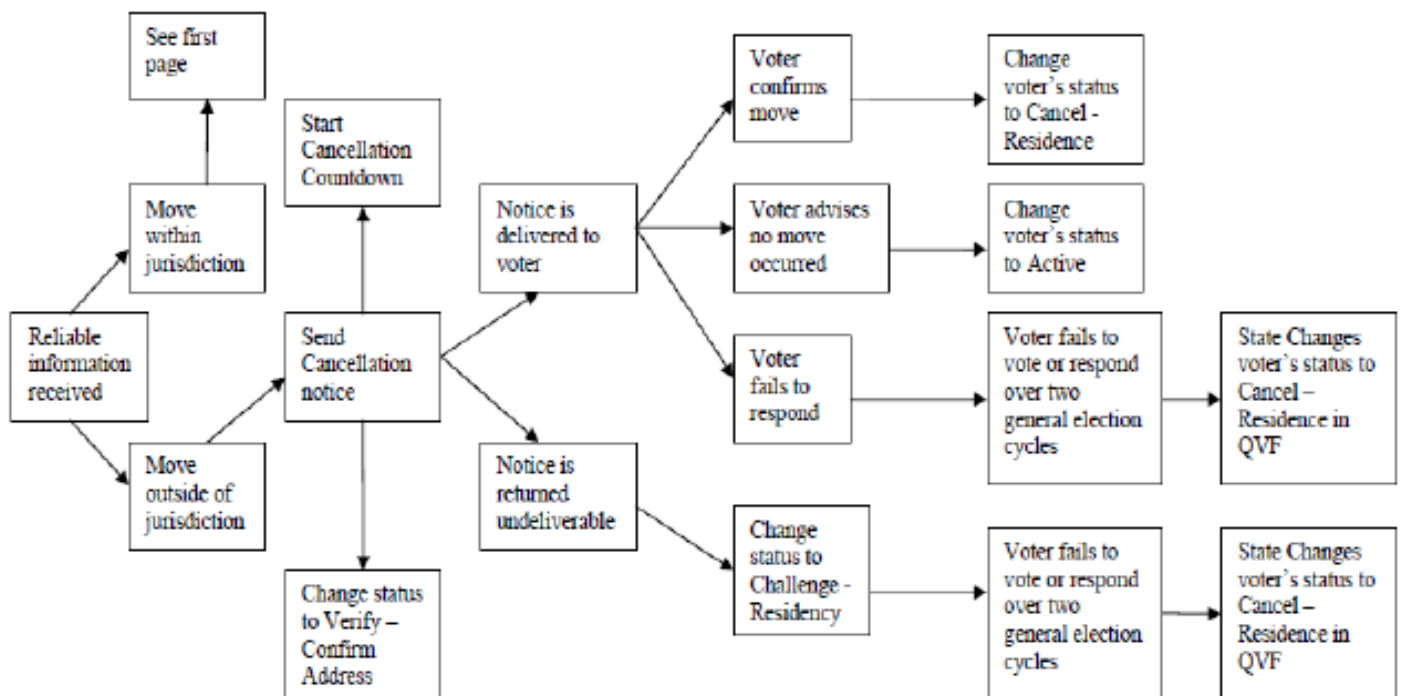 See first
page
Move
within
jurisdiction
Reliable
information
received
Move
outside of
jurisdiction
Start
Cancellation
Countdown
Send
Cancellation
notice
Change status
to Verify –
Confirm
Address
Notice is
delivered to
voter
Notice is
returned
undeliverable
Voter
confirms
move
Change
voter's status
to Cancel -
Residence
Voter advises
no move
occurred
Change
voter's status
to Active
Voter
fails to
respond
Voter fails to
vote or respond
over two
general election
cycles
State Changes
voter's status to
Cancel –
Residence in
QVF
Change
status to
Challenge -
Residency
Voter fails to
vote or respond
over two
general election
cycles
State Changes
voter's status to
Cancel –
Residence in
QVF